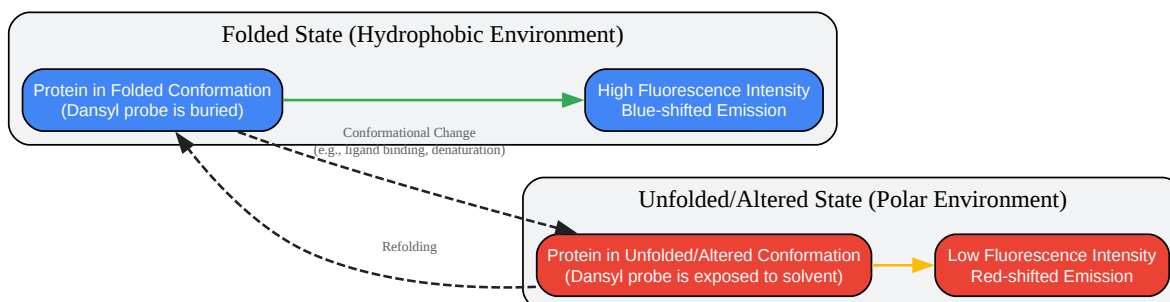 Folded State (Hydrophobic Environment)
Protein in Folded Conformation
(Dansyl probe is buried)
High Fluorescence Intensity
Blue-shifted Emission
Conformational Change
(e.g., ligand binding, denaturation)
Unfolded/Altered State (Polar Environment)
Refolding
Protein in Unfolded/Altered Conformation
(Dansyl probe is exposed to solvent)
Low Fluorescence Intensity
Red-shifted Emission